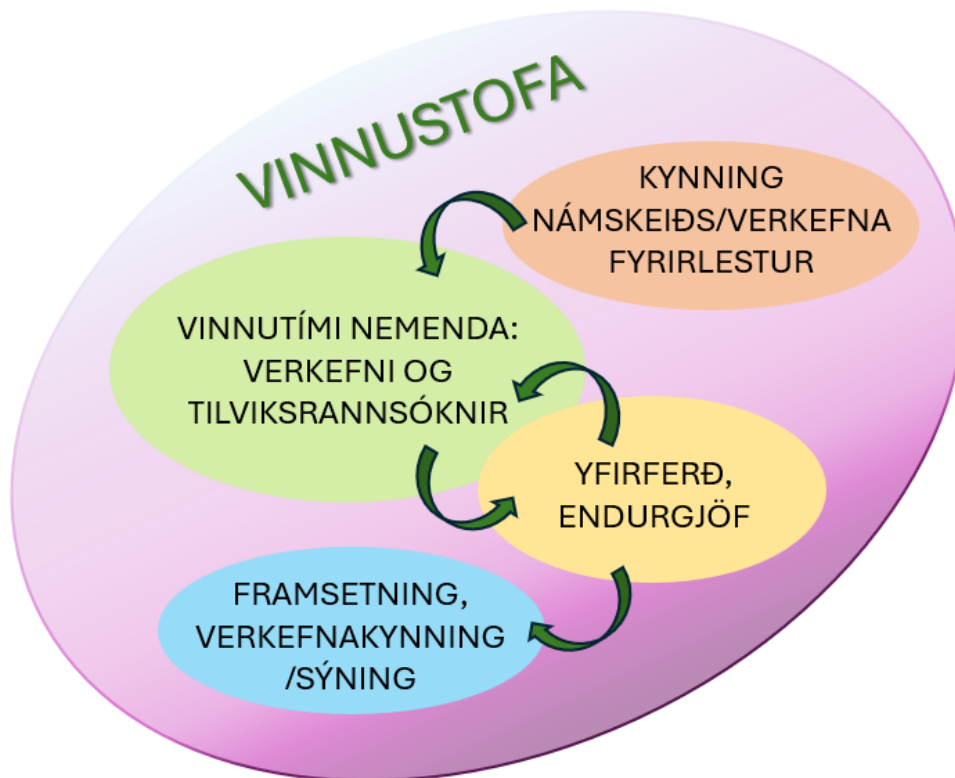 VINNUSTOFA
KYNNING
NÁMSKEIÐS/VERKEFNA
FYRIRLESTUR
VINNUTÍMI NEMENDA:
VERKEFNI OG
TILVIKSRANNSÓKNIR
YFIRFERÐ,
ENDURGJÖF
FRAMSETNING,
VERKEFNAKYNNING
/SÝNING